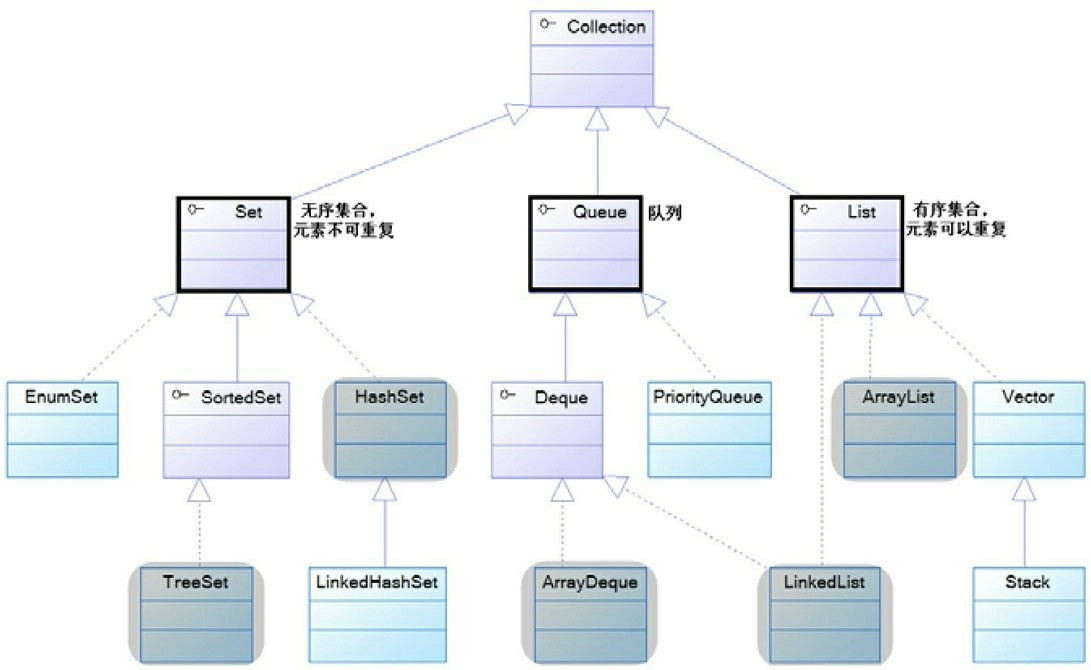 Collection
Set
无序集合，
元素不可重复
Queue
队列
List
有序集合，
元素可以重复
EnumSet
SortedSet
HashSet
Deque
PriorityQueue
ArrayList
Vector
TreeSet
LinkedHashSet
ArrayDeque
LinkedList
Stack